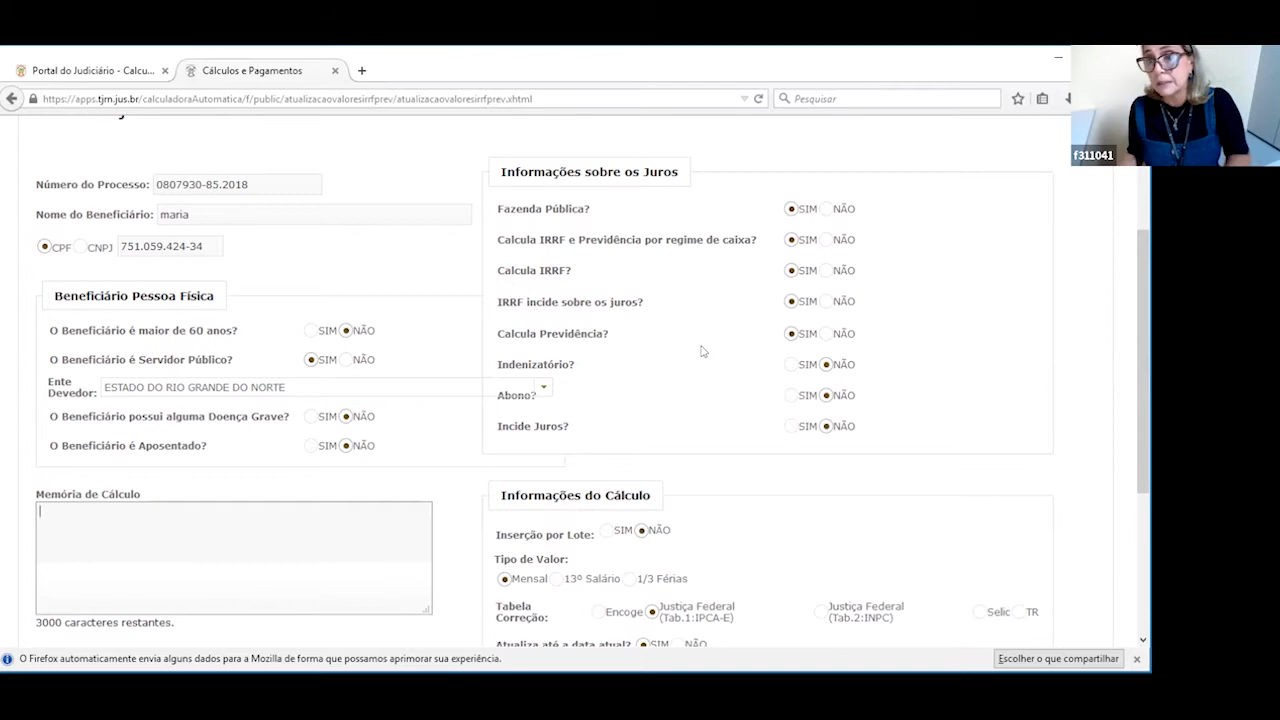 Portal do Judiciário - Calcu...
Cálculos e Pagamentos
https://apps.tjrn.jus.br/calculadoraAutomatica/f/public/atualizacaovaloresirrfprev/atualizacaovaloresirrfprev.xhtml
Pesquisar
f311041
Número do Processo: 0807930-85.2018
Nome do Beneficiário: maria
CPF CNPJ 751.059.424-34
Beneficiário Pessoa Física
O Beneficiário é maior de 60 anos? SIM NÃO
O Beneficiário é Servidor Público? SIM NÃO
Ente Devedor: ESTADO DO RIO GRANDE DO NORTE
O Beneficiário possui alguma Doença Grave? SIM NÃO
O Beneficiário é Aposentado? SIM NÃO
Memória de Cálculo
3000 caracteres restantes.
Informações sobre os Juros
Fazenda Pública? SIM NÃO
Calcula IRRF e Previdência por regime de caixa? SIM NÃO
Calcula IRRF? SIM NÃO
IRRF incide sobre os juros? SIM NÃO
Calcula Previdência? SIM NÃO
Indenizatório? SIM NÃO
Abono? SIM NÃO
Incide Juros? SIM NÃO
Informações do Cálculo
Inserção por Lote: SIM NÃO
Tipo de Valor:
Mensal 13º Salário 1/3 Férias
Tabela Correção: Encoge Justiça Federal (Tab.1:IPCA-E) Justiça Federal (Tab.2:INPC) Selic TR
Atualiza até a data atual? SIM NÃO
O Firefox automaticamente envia alguns dados para a Mozilla de forma que possamos aprimorar sua experiência.
Escolher o que compartilhar